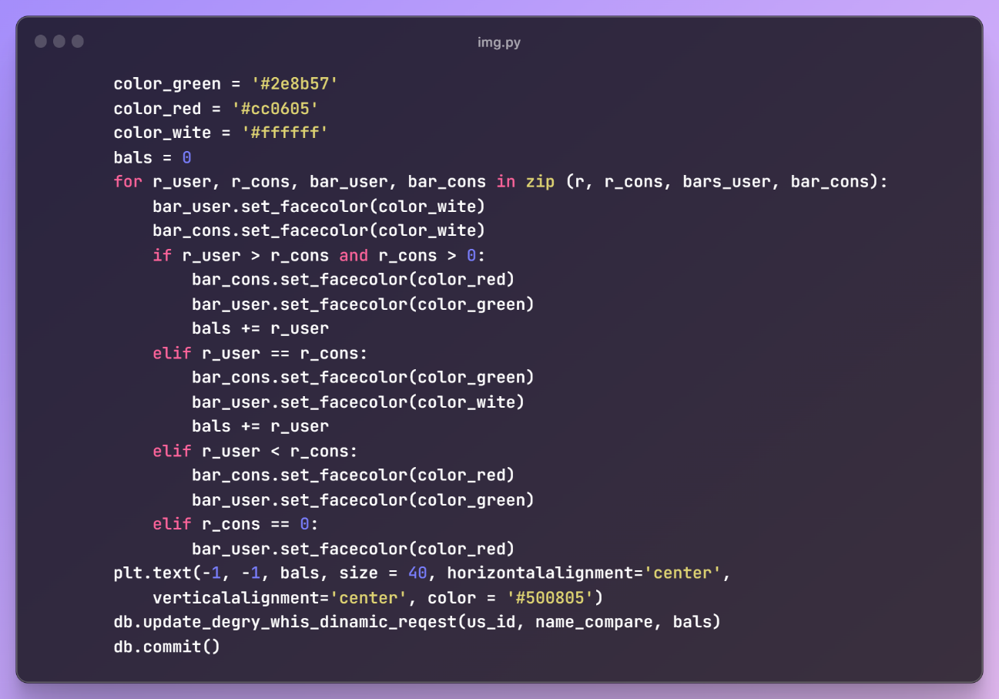 img.py
color_green = '#2e8b57'
color_red = '#cc0605'
color_wite = '#ffffff'
bals = 0
for r_user, r_cons, bar_user, bar_cons in zip (r, r_cons, bars_user, bar_cons):
    bar_user.set_facecolor(color_wite)
    bar_cons.set_facecolor(color_wite)
    if r_user > r_cons and r_cons > 0:
        bar_cons.set_facecolor(color_red)
        bar_user.set_facecolor(color_green)
        bals += r_user
    elif r_user == r_cons:
        bar_cons.set_facecolor(color_green)
        bar_user.set_facecolor(color_wite)
        bals += r_user
    elif r_user < r_cons:
        bar_cons.set_facecolor(color_red)
        bar_user.set_facecolor(color_green)
    elif r_cons == 0:
        bar_user.set_facecolor(color_red)
plt.text(-1, -1, bals, size = 40, horizontalalignment='center',
    verticalalignment='center', color = '#500805')
db.update_degry_whis_dinamic_reqest(us_id, name_compare, bals)
db.commit()